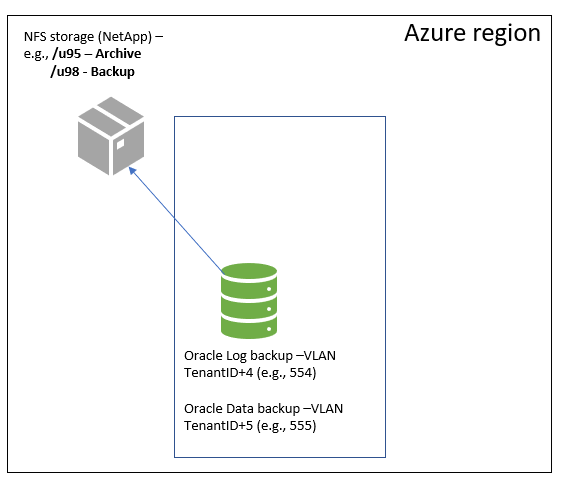 Azure region
NFS storage (NetApp) –
e.g., /u95 – Archive
/u98 - Backup
Oracle Log backup –VLAN
TenantID+4 (e.g., 554)
Oracle Data backup –VLAN
TenantID+5 (e.g., 555)